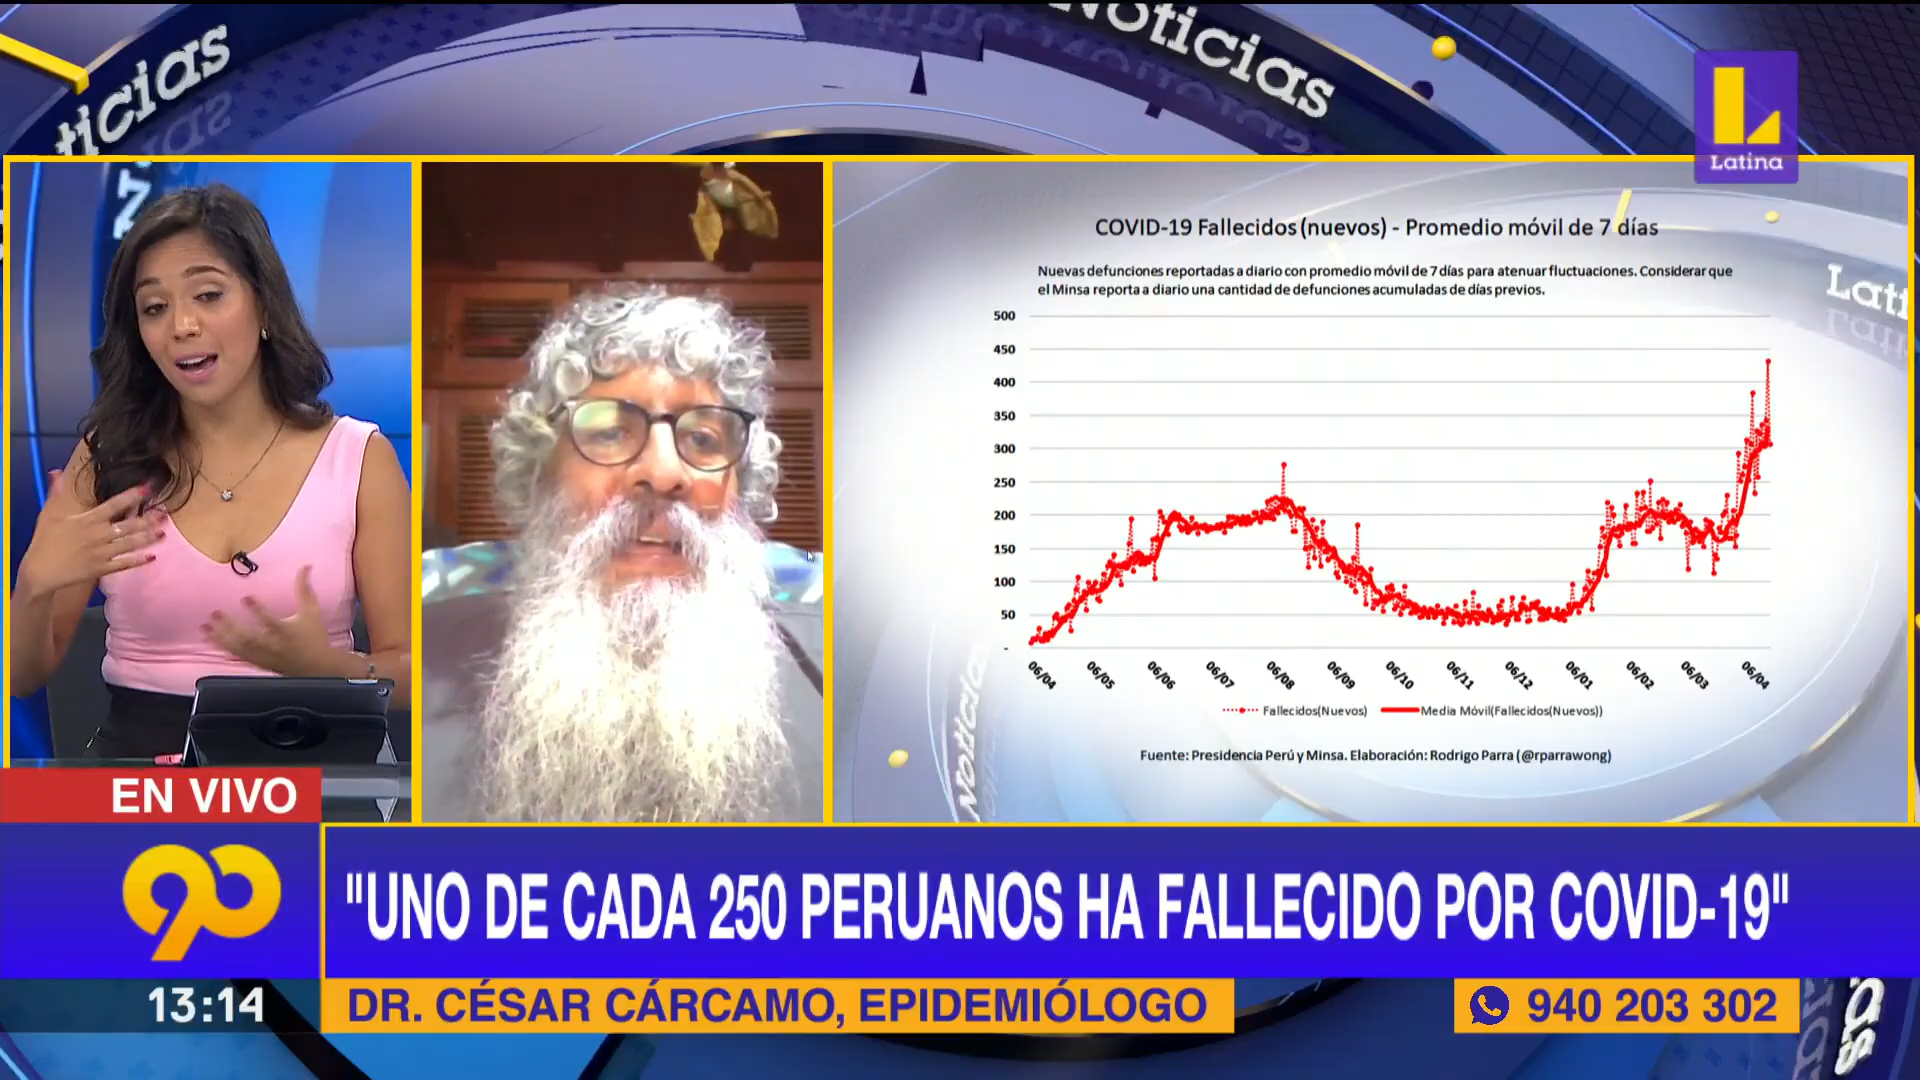 ticias
Noticias
Latina
COVID-19 Fallecidos (nuevos) - Promedio móvil de 7 días
Nuevas defunciones reportadas a diario con promedio móvil de 7 días para atenuar fluctuaciones. Considerar que
el Minsa reporta a diario una cantidad de defunciones acumuladas de días previos.
Lati
500
450
400
350
300
250
200
150
100
50
-
06/04 06/05 06/06 06/07 06/08 06/09 06/10 06/11 06/12 06/01 06/02 06/03 06/04
Fallecidos(Nuevos) Media Móvil(Fallecidos(Nuevos))
Fuente: Presidencia Perú y Minsa. Elaboración: Rodrigo Parra (@rparrawong)
Noticias
EN VIVO
90
"UNO DE CADA 250 PERUANOS HA FALLECIDO POR COVID-19"
13:14
DR. CÉSAR CÁRCAMO, EPIDEMIÓLOGO
940 203 302